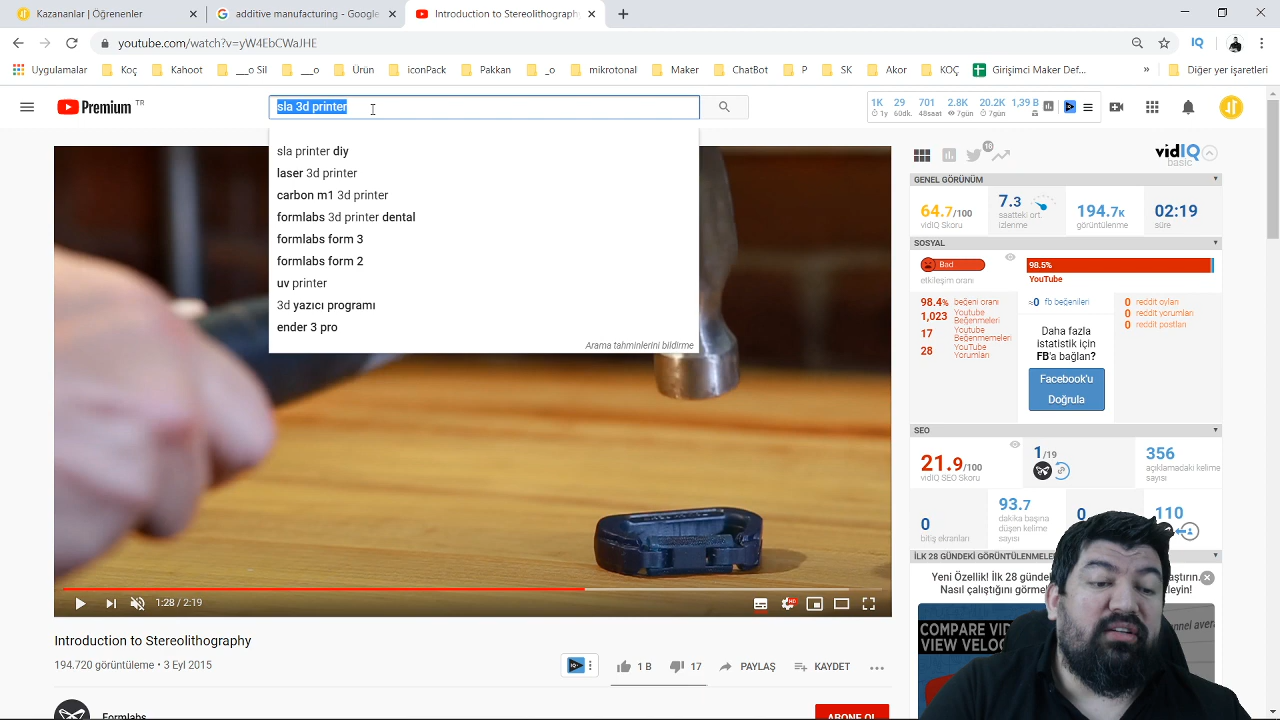 Kazanımlar | Öğrenenler
additive manufacturing - Google
Introduction to Stereolithograph
youtube.com/watch?v=yW4EbCWaJHE
Uygulamalar
Koç
Kahoot
___o Sil
___o
Ürün
iconPack
Pakkan
_o
mikrotonal
Maker
ChatBot
P
SK
Akor
KOÇ
Girişimci Maker Def...
Diğer yer işaretleri
Premium TR
sla 3d printer
1K 29 701 2.8K 20.2K 1,39 B
1y 60dk. 48saat 7gün 7gün
sla printer diy
laser 3d printer
carbon m1 3d printer
formlabs 3d printer dental
formlabs form 3
formlabs form 2
uv printer
3d yazıcı programı
ender 3 pro
Arama tahminlerini bildirme
1:28 / 2:19
Introduction to Stereolithography
194.720 görüntüleme • 3 Eyl 2015
1 B
17
PAYLAŞ
KAYDET
Formlabs
ABONE OL
16
vidIQ
basic
GENEL GÖRÜNÜM
64.7/100
vidIQ Skoru
7.3
saatteki ort. izlenme
194.7K
görüntülenme
02:19
süre
SOSYAL
Bad
etkileşim oranı
98.5%
YouTube
98.4% beğeni oranı
1,023 Youtube Beğenmeleri
17 Youtube Beğenmemeleri
28 YouTube Yorumları
≈0 fb beğenileri
Daha fazla
istatistik için
FB'a bağlan?
Facebook'u
Doğrula
0 reddit oyları
0 reddit yorumları
0 reddit postları
SEO
21.9/100
vidIQ SEO Skoru
1/19
356
açıklamadaki kelime
sayısı
0
bitiş ekranları
93.7
dakika başına
düşen kelime
sayısı
0
110
İLK 28 GÜNDEKİ GÖRÜNTÜLENMELE
Yeni Özellik! İlk 28 günde
Nasıl çalıştığını görme
COMPARE VID
VIEW VELOC